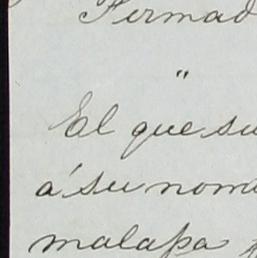 Firmad
"
El que su
á su nom
malapa